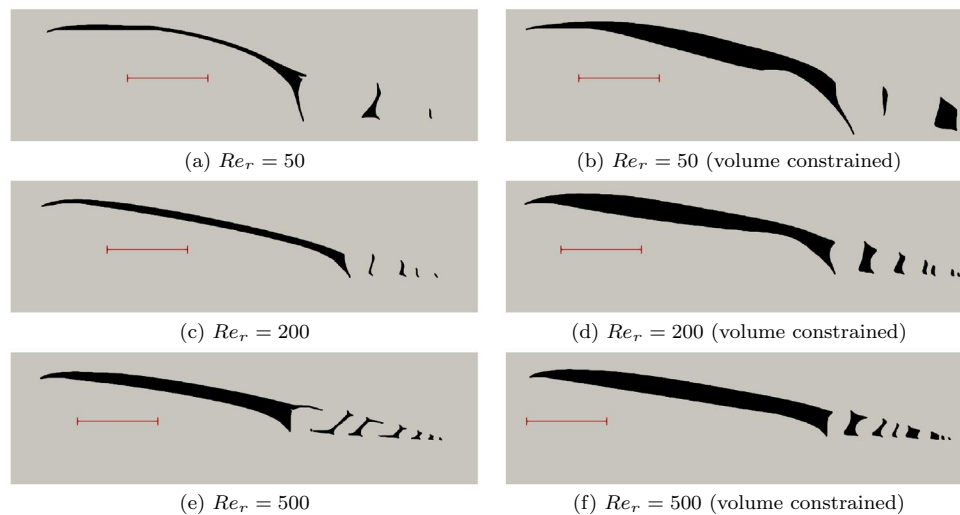 (a) Re_r = 50
(b) Re_r = 50 (volume constrained)
(c) Re_r = 200
(d) Re_r = 200 (volume constrained)
(e) Re_r = 500
(f) Re_r = 500 (volume constrained)